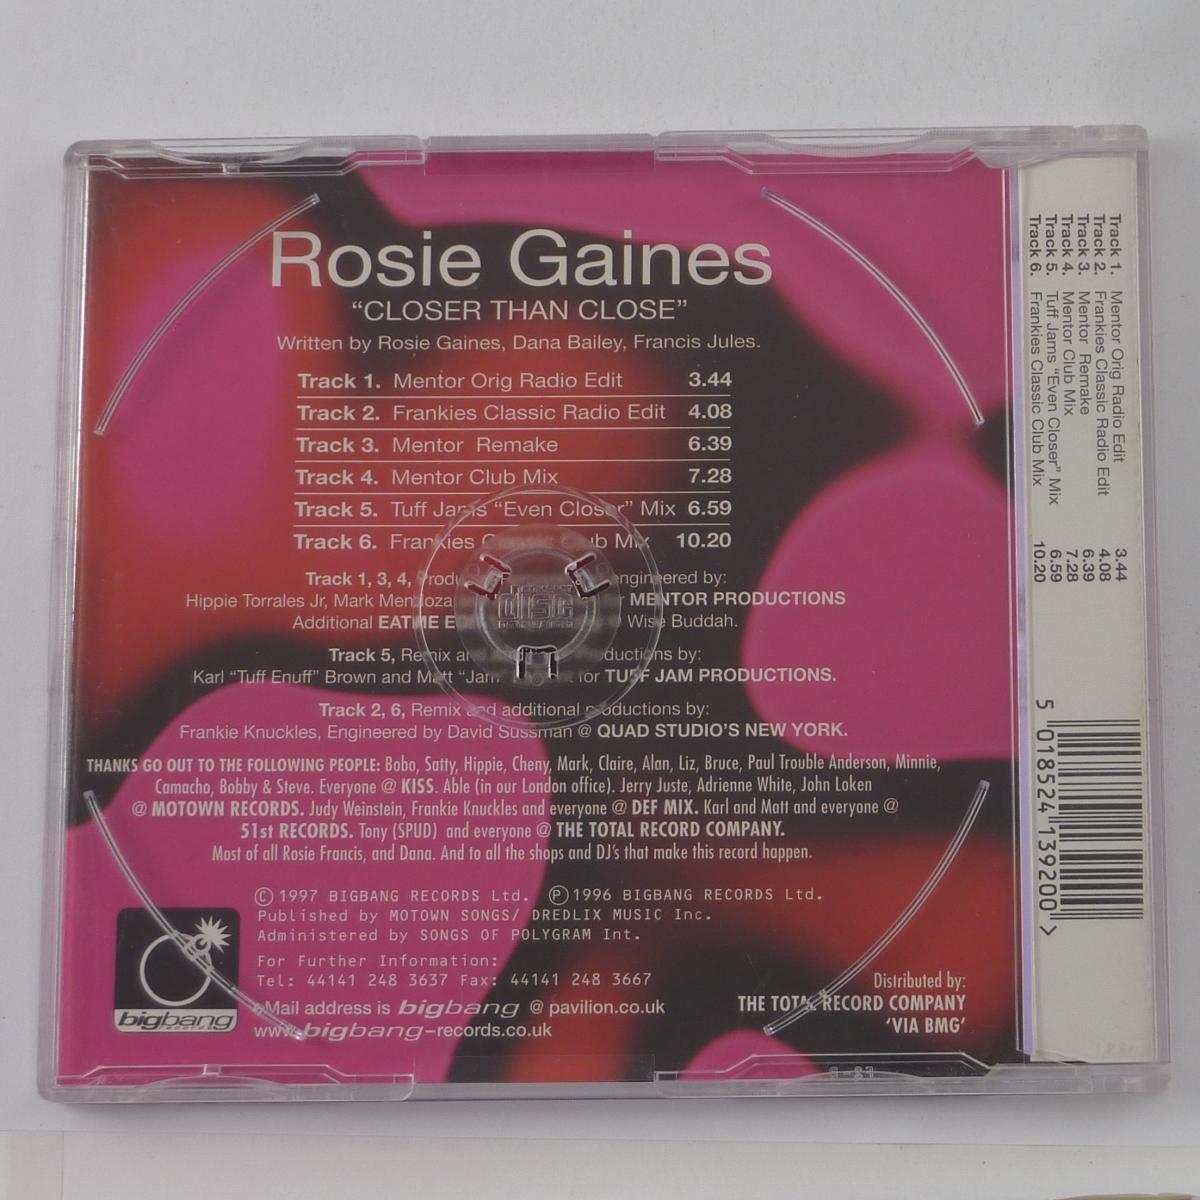 Rosie Gaines
“CLOSER THAN CLOSE”
Written by Rosie Gaines, Dana Bailey, Francis Jules.
Track 1. Mentor Orig Radio Edit 3.44
Track 2. Frankies Classic Radio Edit 4.08
Track 3. Mentor Remake 6.39
Track 4. Mentor Club Mix 7.28
Track 5. Tuff Jams “Even Closer” Mix 6.59
Track 6. Frankies Classic Club Mix 10.20
Track 1, 3, 4, engineered by:
Hippie Torrales Jr, Mark Mendoza MENTOR PRODUCTIONS
Additional EATME Wise Buddah.
Track 5, Remix and productions by:
Karl “Tuff Enuff” Brown and Matt “Jam for TUFF JAM PRODUCTIONS.
Track 2, 6, Remix and additional productions by:
Frankie Knuckles, Engineered by David Sussman @ QUAD STUDIO'S NEW YORK.
THANKS GO OUT TO THE FOLLOWING PEOPLE: Bobo, Satty, Hippie, Cheny, Mark, Claire, Alan, Liz, Bruce, Paul Trouble Anderson, Minnie,
Camacho, Bobby & Steve. Everyone @ KISS. Able (in our London office). Jerry Juste, Adrienne White, John Loken
@ MOTOWN RECORDS. Judy Weinstein, Frankie Knuckles and everyone @ DEF MIX. Karl and Matt and everyone @
51st RECORDS. Tony (SPUD) and everyone @ THE TOTAL RECORD COMPANY.
Most of all Rosie Francis, and Dana. And to all the shops and DJ's that make this record happen.
© 1997 BIGBANG RECORDS Ltd. ℗ 1996 BIGBANG RECORDS Ltd.
Published by MOTOWN SONGS/ DREDLIX MUSIC Inc.
Administered by SONGS OF POLYGRAM Int.
For Further Information:
Tel: 44141 248 3637 Fax: 44141 248 3667
eMail address is bigbang @ pavilion.co.uk
www.bigbang-records.co.uk
bigbang
RECORDS
Distributed by:
THE TOTAL RECORD COMPANY
‘VIA BMG’
Track 1. Mentor Orig Radio Edit 3.44
Track 2. Frankies Classic Radio Edit 4.08
Track 3. Mentor Remake 6.39
Track 4. Mentor Club Mix 7.28
Track 5. Tuff Jams “Even Closer” Mix 6.59
Track 6. Frankies Classic Club Mix 10.20
5 018524 139200 >
COMPACT
disc